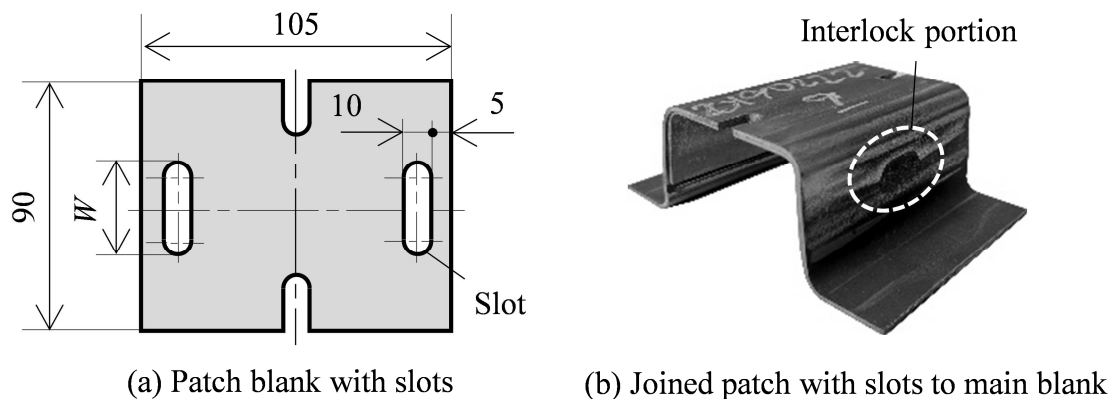 105
10
5
90
W
Slot
(a) Patch blank with slots
Interlock portion
(b) Joined patch with slots to main blank